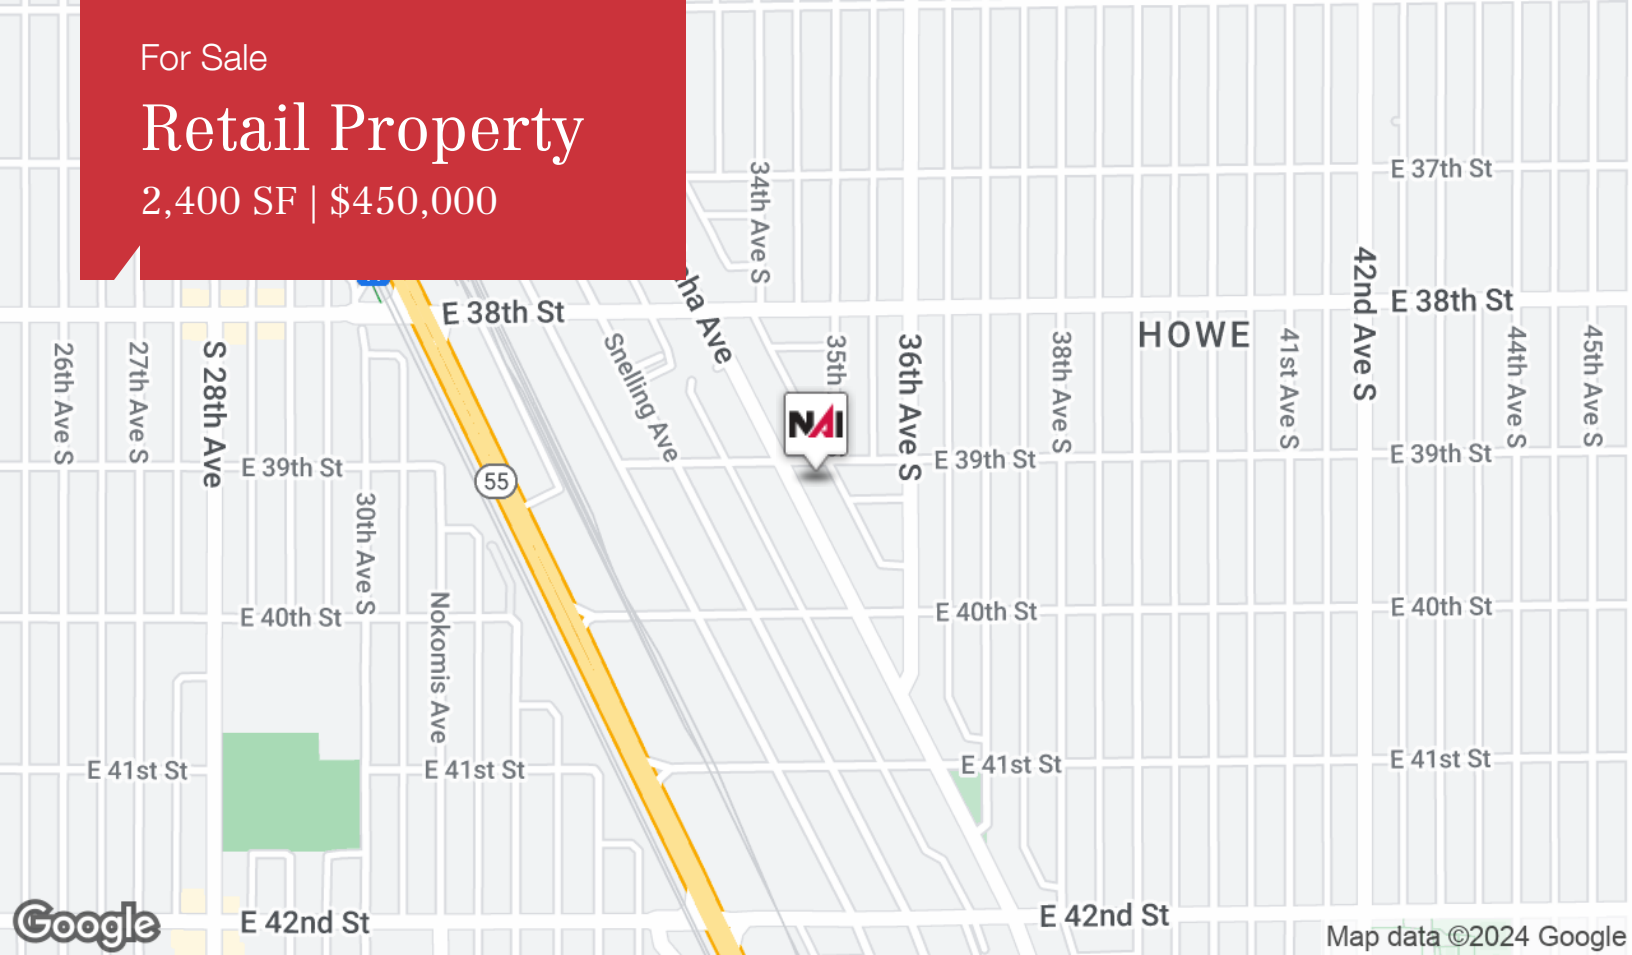 For Sale
Retail Property
2,400 SF | $450,000
34th Ave S
E 37th St
42nd Ave S
E 38th St
E 38th St
Ave
HOWE
26th Ave S
27th Ave S
S 28th Ave
Snelling Ave
35th
36th Ave S
38th Ave S
41st Ave S
44th Ave S
45th Ave S
NAI
E 39th St
55
E 39th St
E 39th St
30th Ave S
Nokomis Ave
E 40th St
E 40th St
E 40th St
E 41st St
E 41st St
E 41st St
E 41st St
Google
E 42nd St
E 42nd St
Map data ©2024 Google